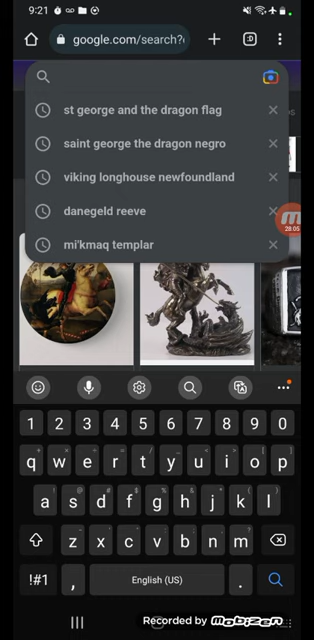 9:21
google.com/search?
:D
st george and the dragon flag
saint george the dragon negro
viking longhouse newfoundland
danegeld reeve
mi'kmaq templar
28:05
1 2 3 4 5 6 7 8 9 0
q w e r t y u i o p
a s d f g h j k l
z x c v b n m
!#1 , English (US) .
Recorded by Mobizen